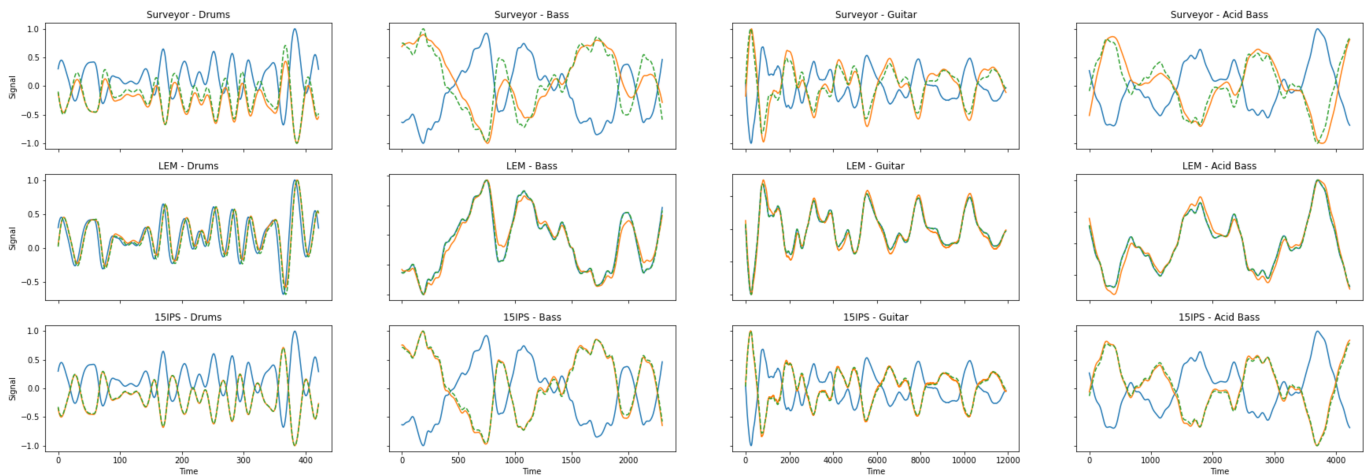 Surveyor - Drums
Surveyor - Bass
Surveyor - Guitar
Surveyor - Acid Bass
1.0
0.5
0.0
−0.5
−1.0
Signal
LEM - Drums
LEM - Bass
LEM - Guitar
LEM - Acid Bass
1.0
0.5
0.0
−0.5
Signal
15IPS - Drums
15IPS - Bass
15IPS - Guitar
15IPS - Acid Bass
1.0
0.5
0.0
−0.5
−1.0
Signal
0 100 200 300 400
0 500 1000 1500 2000
0 2000 4000 6000 8000 10000 12000
0 1000 2000 3000 4000
Time
Time
Time
Time